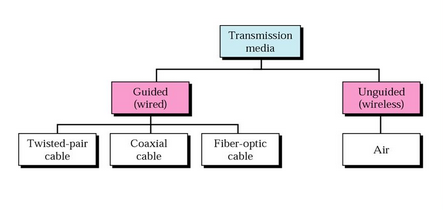 Transmission
media
Guided
(wired)
Unguided
(wireless)
Twisted-pair
cable
Coaxial
cable
Fiber-optic
cable
Air